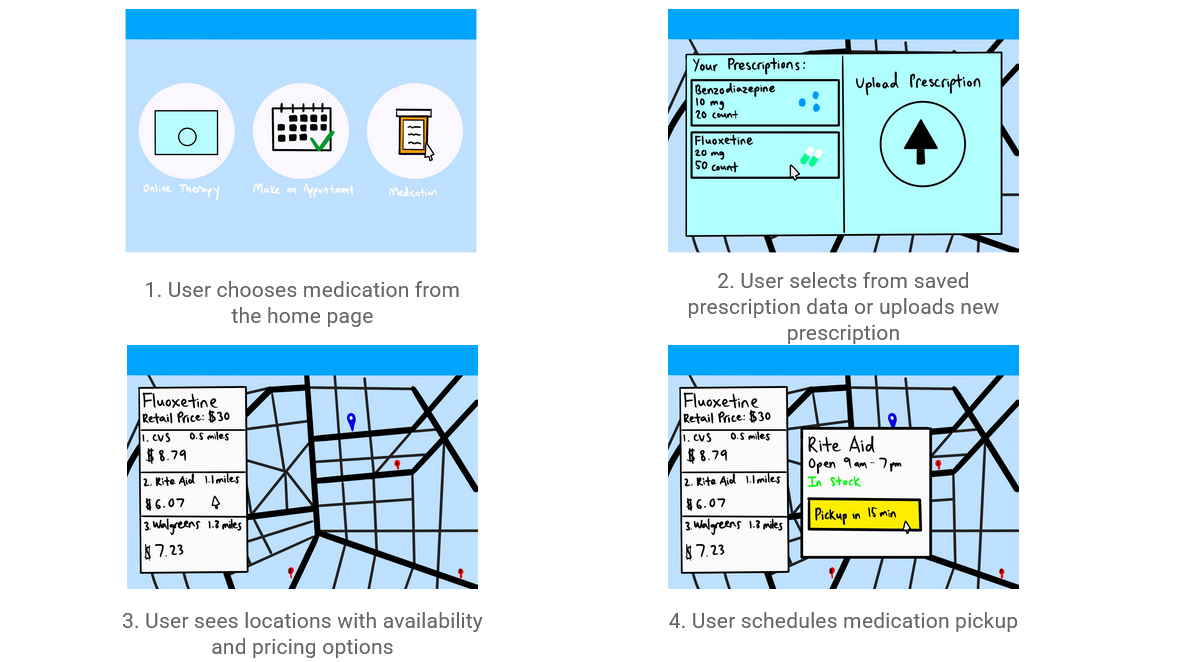 Online Therapy
Make an Appointment
Medication
1. User chooses medication from
the home page
Your Prescriptions:
Benzodiazepine
10 mg
20 count
Fluoxetine
20 mg
50 count
Upload Prescription
2. User selects from saved
prescription data or uploads new
prescription
Fluoxetine
Retail Price: $30
1. CVS 0.5 miles
$8.79
2. Rite Aid 1.1 miles
$6.07
3. Walgreens 1.3 miles
$7.23
3. User sees locations with availability
and pricing options
Fluoxetine
Retail Price: $30
1. CVS 0.5 miles
$8.79
2. Rite Aid 1.1 miles
$6.07
3. Walgreens 1.3 miles
$7.23
Rite Aid
Open 9am-7pm
In Stock
Pickup in 15 min
4. User schedules medication pickup